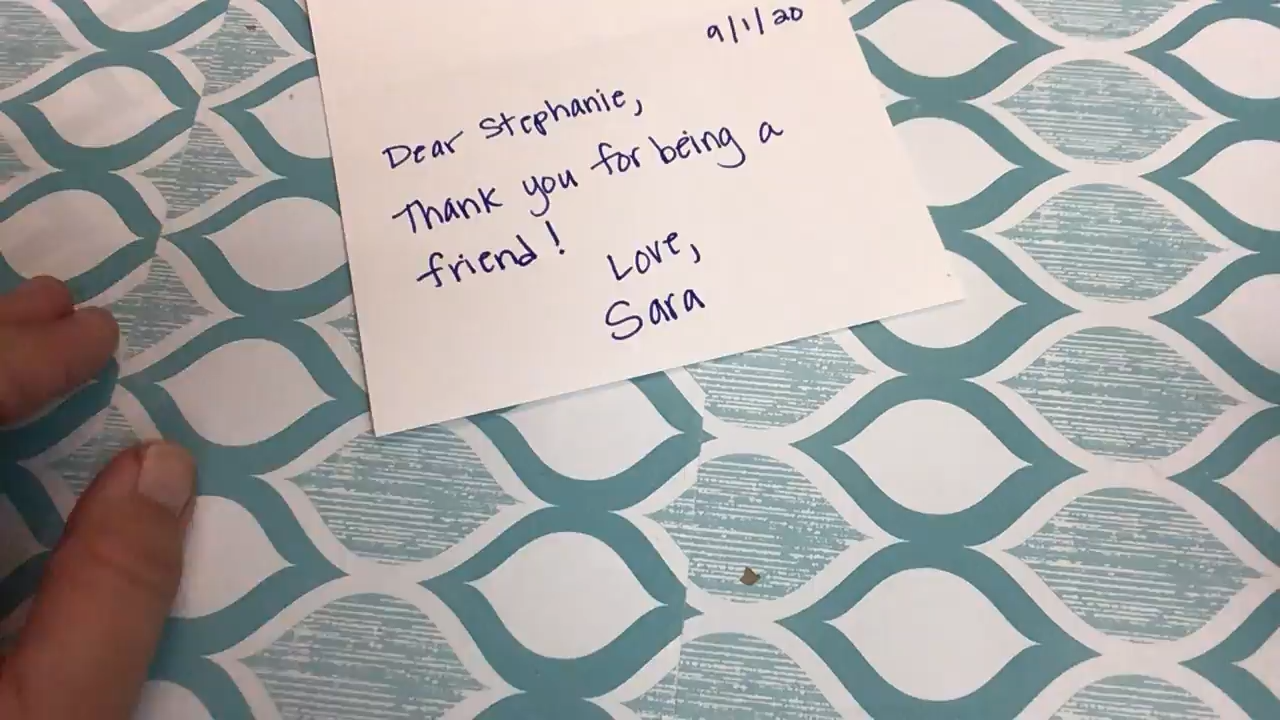 9/1/20
Dear Stephanie,
Thank you for being a
friend!
Love,
Sara